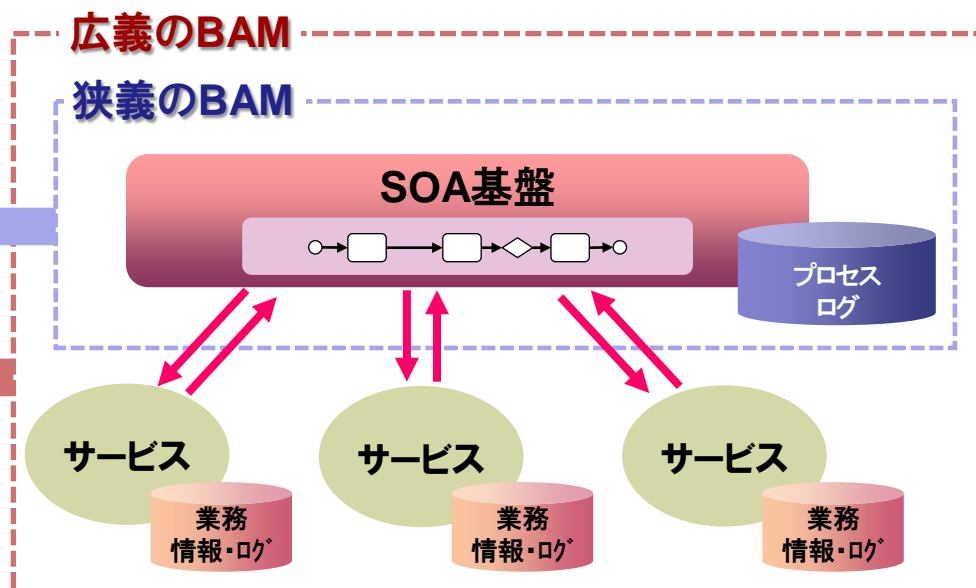 広義のBAM
狭義のBAM
SOA基盤
プロセス
ログ
サービス
業務
情報・ﾛｸﾞ
サービス
業務
情報・ﾛｸﾞ
サービス
業務
情報・ﾛｸﾞ